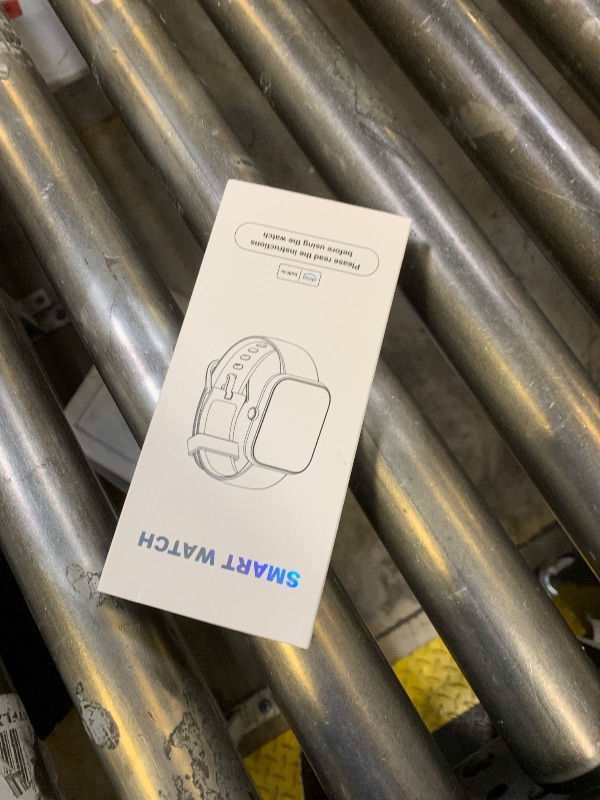 SMART WATCH
Please read the instructions
before using the watch